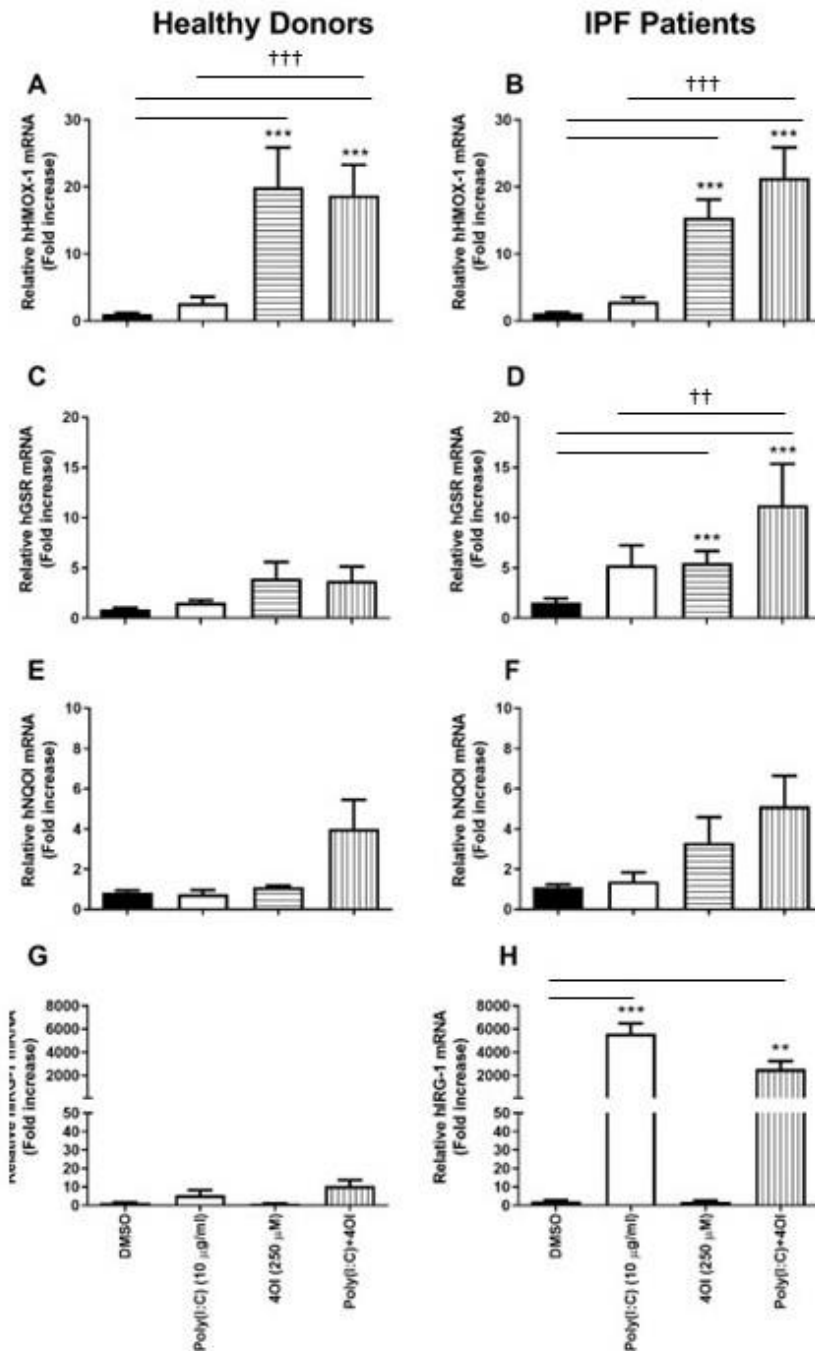 Healthy Donors
IPF Patients
A
†††
Relative hHMOX-1 mRNA
(Fold increase)
30
20
10
0
***
***
B
†††
Relative hHMOX-1 mRNA
(Fold increase)
30
20
10
0
***
***
C
Relative hGSR mRNA
(Fold increase)
20
15
10
5
0
D
††
Relative hGSR mRNA
(Fold increase)
20
15
10
5
0
***
***
E
Relative hNQOI mRNA
(Fold increase)
10
8
6
4
2
0
F
Relative hNQOI mRNA
(Fold increase)
10
8
6
4
2
0
G
Relative hIRG-1 mRNA
(Fold increase)
8000
6000
4000
2000
50
40
30
20
10
0
DMSO
Poly(I:C) (10 µg/ml)
4OI (250 µM)
Poly(I:C)+4OI
H
Relative hIRG-1 mRNA
(Fold increase)
8000
6000
4000
2000
50
40
30
20
10
0
***
**
DMSO
Poly(I:C) (10 µg/ml)
4OI (250 µM)
Poly(I:C)+4OI